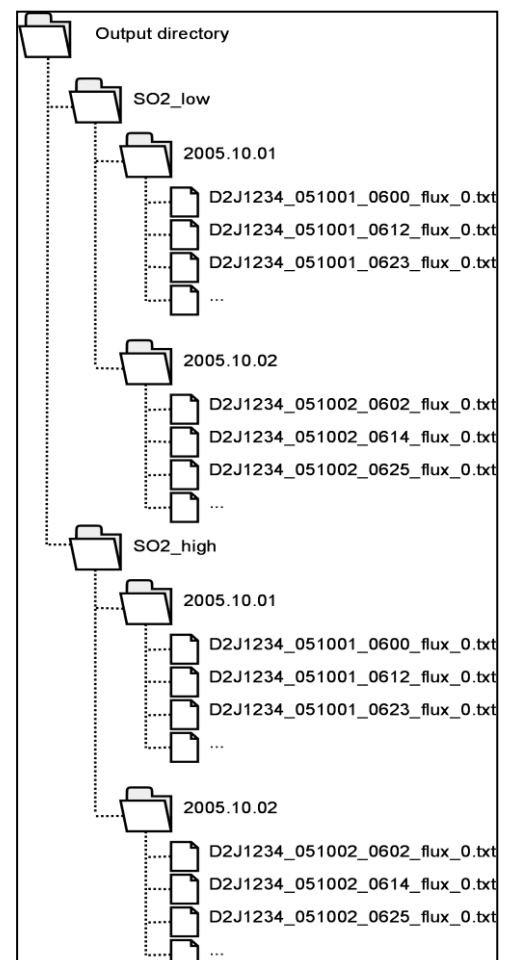 Output directory
SO2_low
2005.10.01
D2J1234_051001_0600_flux_0.txt
D2J1234_051001_0612_flux_0.txt
D2J1234_051001_0623_flux_0.txt
...
2005.10.02
D2J1234_051002_0602_flux_0.txt
D2J1234_051002_0614_flux_0.txt
D2J1234_051002_0625_flux_0.txt
...
SO2_high
2005.10.01
D2J1234_051001_0600_flux_0.txt
D2J1234_051001_0612_flux_0.txt
D2J1234_051001_0623_flux_0.txt
...
2005.10.02
D2J1234_051002_0602_flux_0.txt
D2J1234_051002_0614_flux_0.txt
D2J1234_051002_0625_flux_0.txt
...